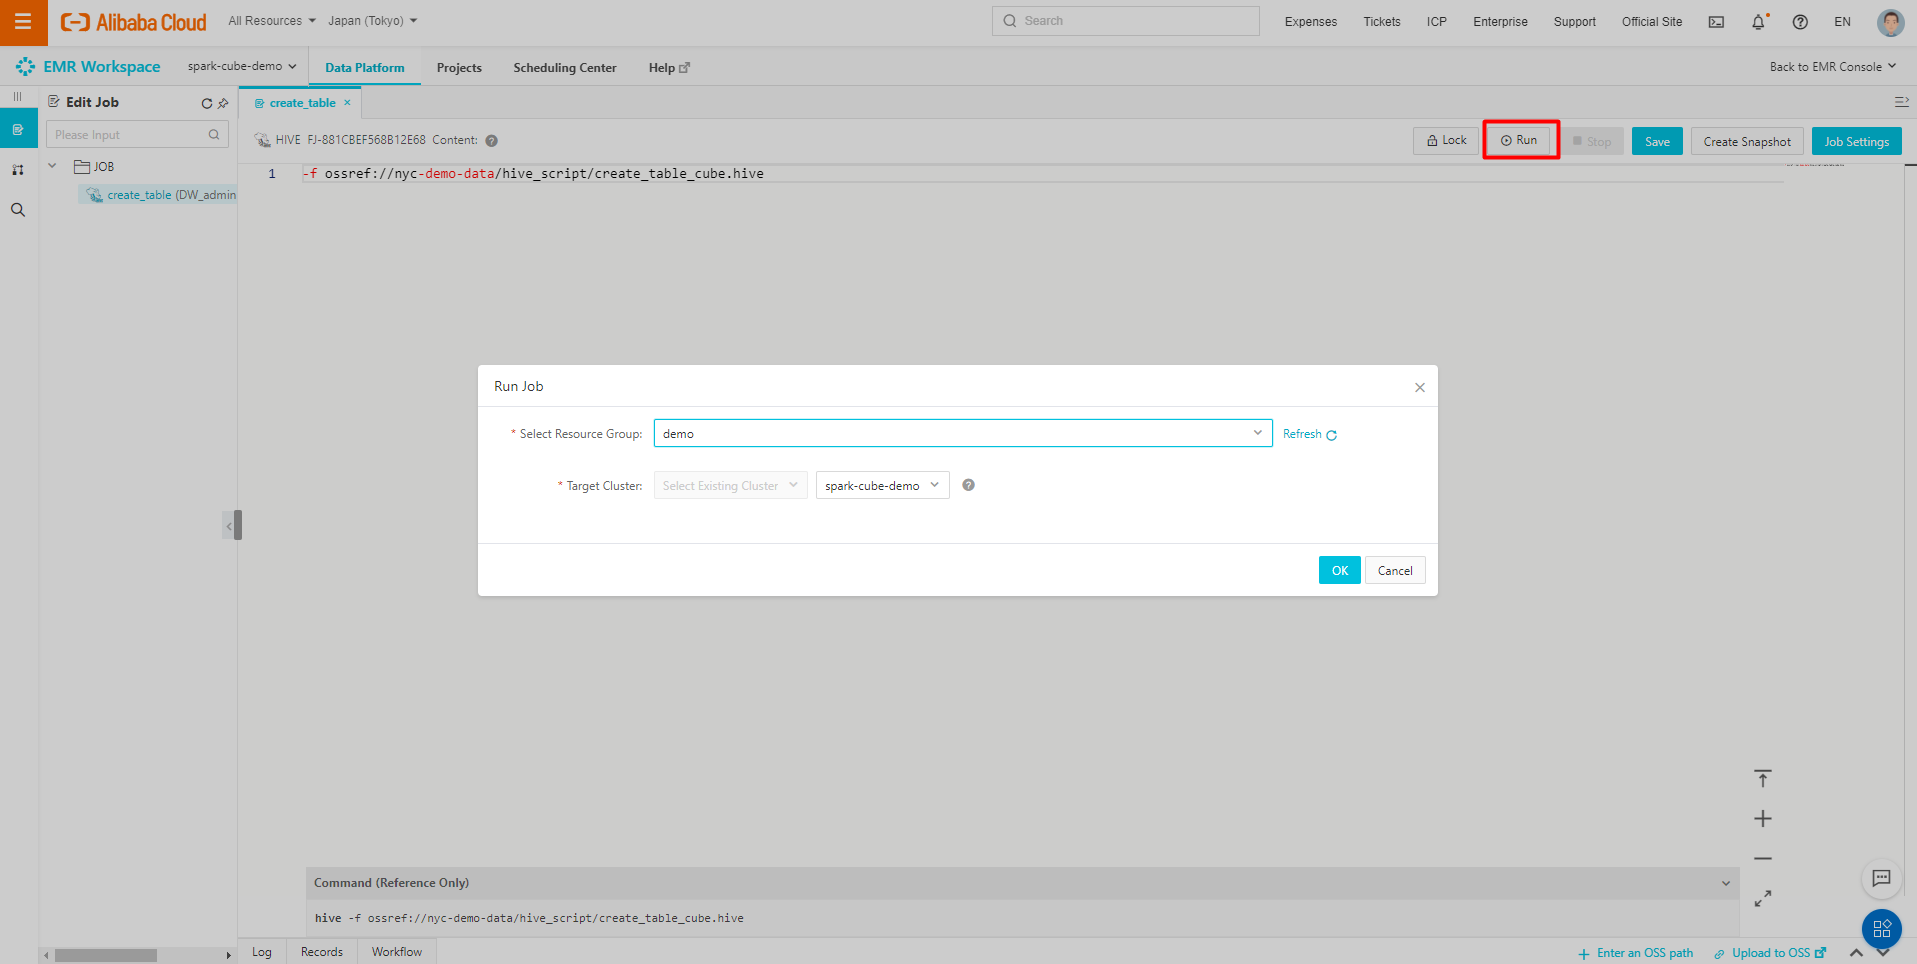 Alibaba Cloud All Resources Japan (Tokyo) Search Expenses Tickets ICP Enterprise Support Official Site EN
EMR Workspace spark-cube-demo Data Platform Projects Scheduling Center Help Back to EMR Console
Edit Job
create_table ×
Please Input
HIVE FJ-881CBEF568B12E68 Content: ?
Lock Run Stop Save Create Snapshot Job Settings
JOB
create_table (DW_admin
1 -f ossref://nyc-demo-data/hive_script/create_table_cube.hive
Run Job
* Select Resource Group: demo Refresh
* Target Cluster: Select Existing Cluster spark-cube-demo ?
OK Cancel
Command (Reference Only)
hive -f ossref://nyc-demo-data/hive_script/create_table_cube.hive
Log Records Workflow Enter an OSS path Upload to OSS